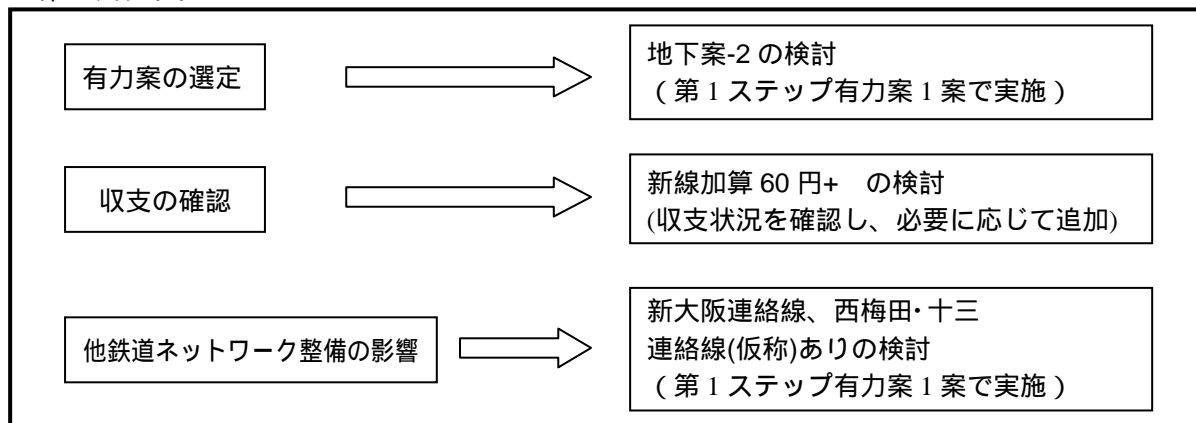 有力案の選定
地下案-2 の検討
（第 1 ステップ有力案 1 案で実施）
収支の確認
新線加算 60 円+　の検討
(収支状況を確認し、必要に応じて追加)
他鉄道ネットワーク整備の影響
新大阪連絡線、西梅田・十三
連絡線(仮称)ありの検討
（第 1 ステップ有力案 1 案で実施）